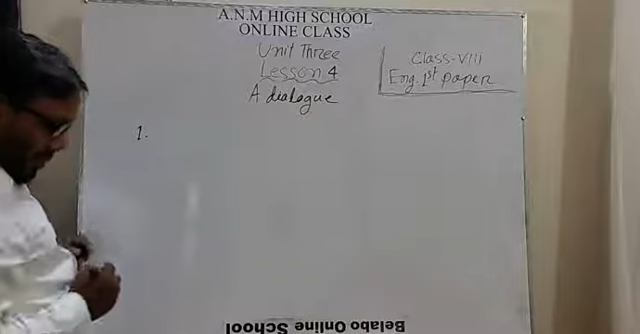 A.N.M HIGH SCHOOL
ONLINE CLASS
Unit Three
Lesson 4
A dialogue
Class-VIII
Eng. 1st paper
1.
Belabo Online School